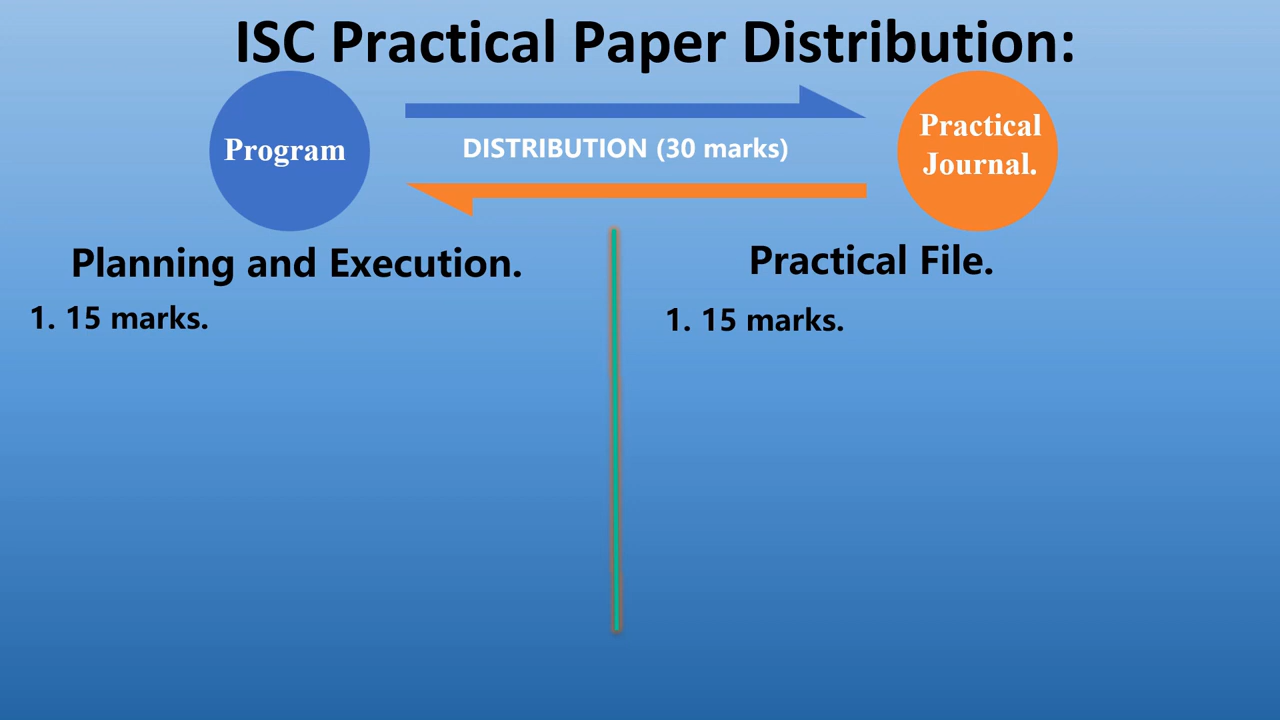 ISC Practical Paper Distribution:
Program
DISTRIBUTION (30 marks)
Practical
Journal.
Planning and Execution.
1. 15 marks.
Practical File.
1. 15 marks.